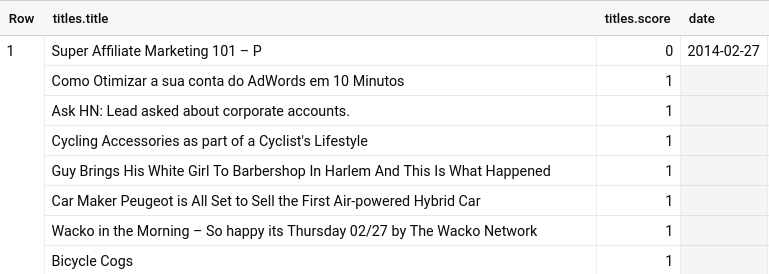 Row titles.title titles.score date
1 Super Affiliate Marketing 101 – P 0 2014-02-27
Como Otimizar a sua conta do AdWords em 10 Minutos 1
Ask HN: Lead asked about corporate accounts. 1
Cycling Accessories as part of a Cyclist's Lifestyle 1
Guy Brings His White Girl To Barbershop In Harlem And This Is What Happened 1
Car Maker Peugeot is All Set to Sell the First Air-powered Hybrid Car 1
Wacko in the Morning – So happy its Thursday 02/27 by The Wacko Network 1
Bicycle Cogs 1